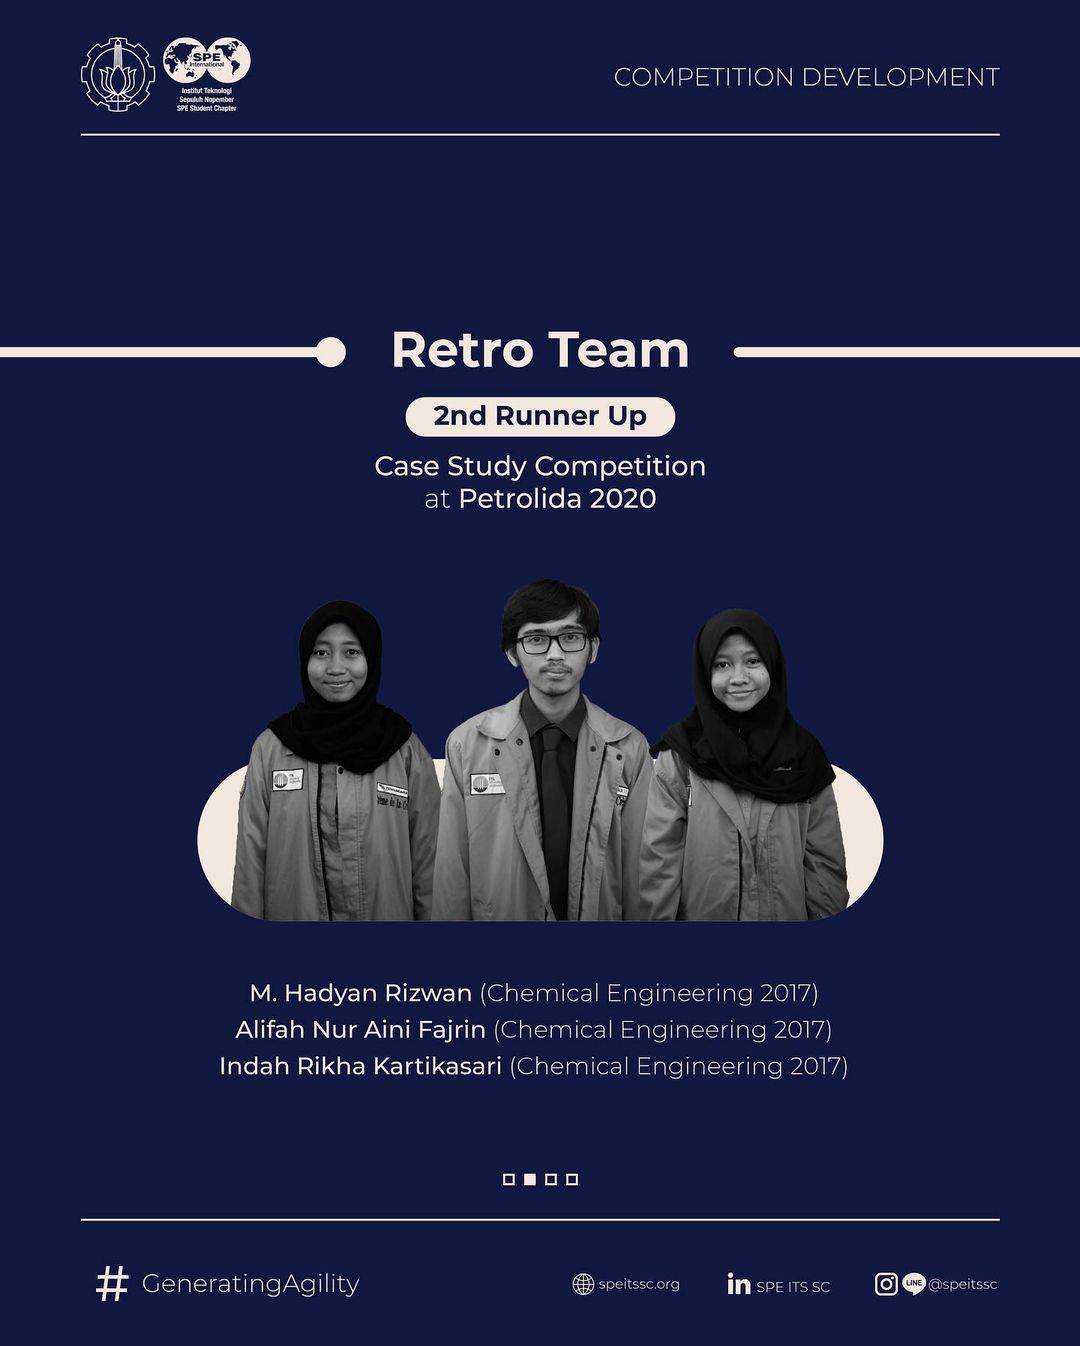 SPE
International
Institut Teknologi
Sepuluh Nopember
SPE Student Chapter
COMPETITION DEVELOPMENT
Retro Team
2nd Runner Up
Case Study Competition
at Petrolida 2020
M. Hadyan Rizwan (Chemical Engineering 2017)
Alifah Nur Aini Fajrin (Chemical Engineering 2017)
Indah Rikha Kartikasari (Chemical Engineering 2017)
# GeneratingAgility
speitssc.org
in SPE ITS SC
LINE @speitssc